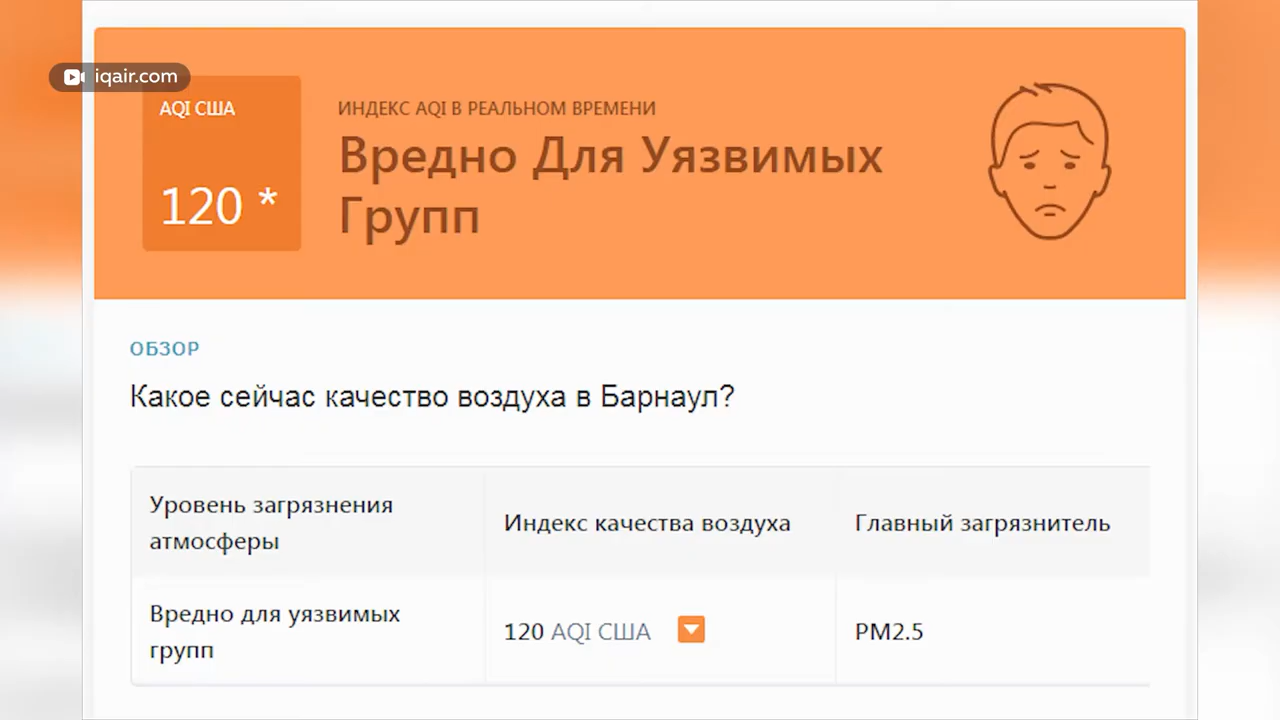 iqair.com
AQI США
120 *
ИНДЕКС AQI В РЕАЛЬНОМ ВРЕМЕНИ
Вредно Для Уязвимых
Групп
ОБЗОР
Какое сейчас качество воздуха в Барнаул?
Уровень загрязнения
атмосферы
Индекс качества воздуха
Главный загрязнитель
Вредно для уязвимых
групп
120 AQI США
PM2.5